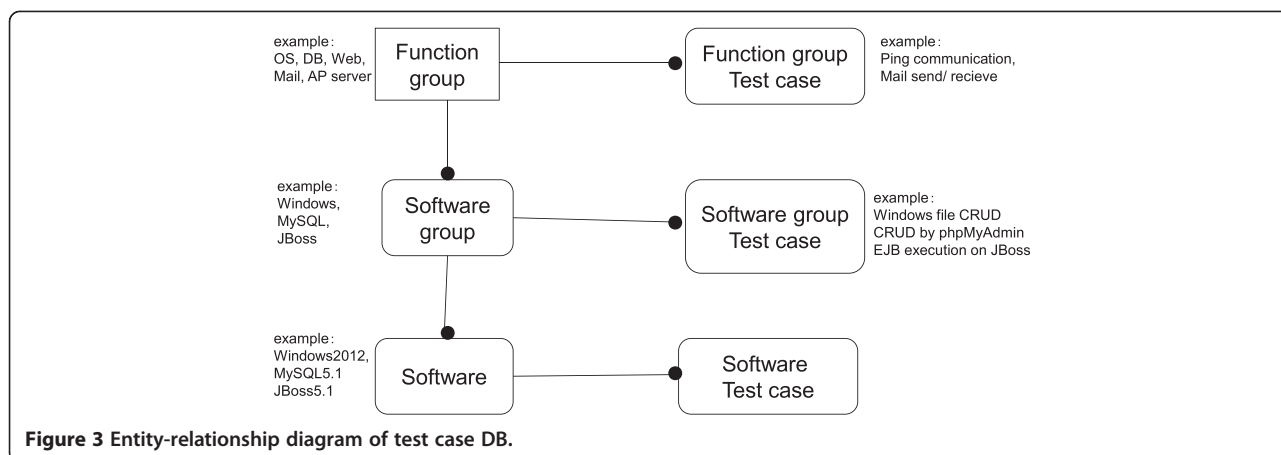 example:
OS, DB, Web,
Mail, AP server
Function
group
Function group
Test case
example:
Ping communication,
Mail send/ recieve
example:
Windows,
MySQL,
JBoss
Software
group
Software group
Test case
example:
Windows file CRUD
CRUD by phpMyAdmin
EJB execution on JBoss
example:
Windows2012,
MySQL5.1
JBoss5.1
Software
Software
Test case
Figure 3 Entity-relationship diagram of test case DB.